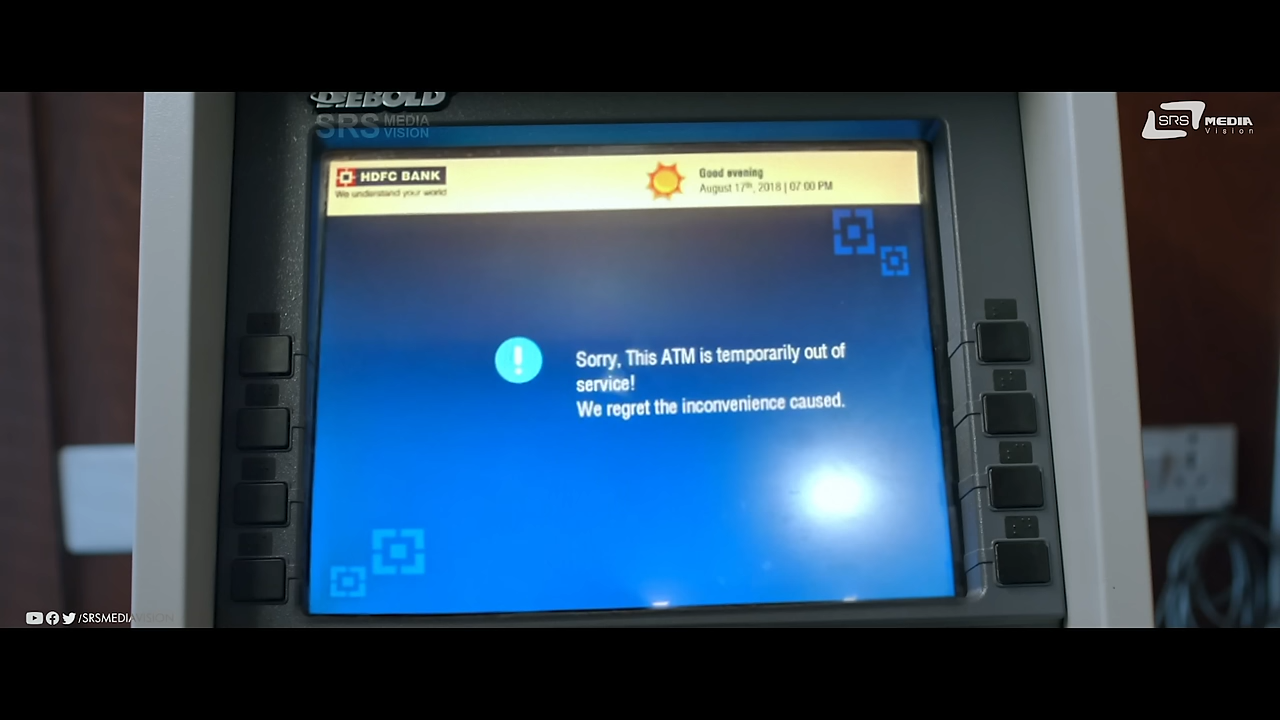 DIEBOLD
SRS MEDIA
VISION
SRS MEDIA
Vision
HDFC BANK
We understand your world
Good evening
August 17th, 2018 | 07:00 PM
Sorry, This ATM is temporarily out of
service!
We regret the inconvenience caused.
/SRSMEDIAVISION